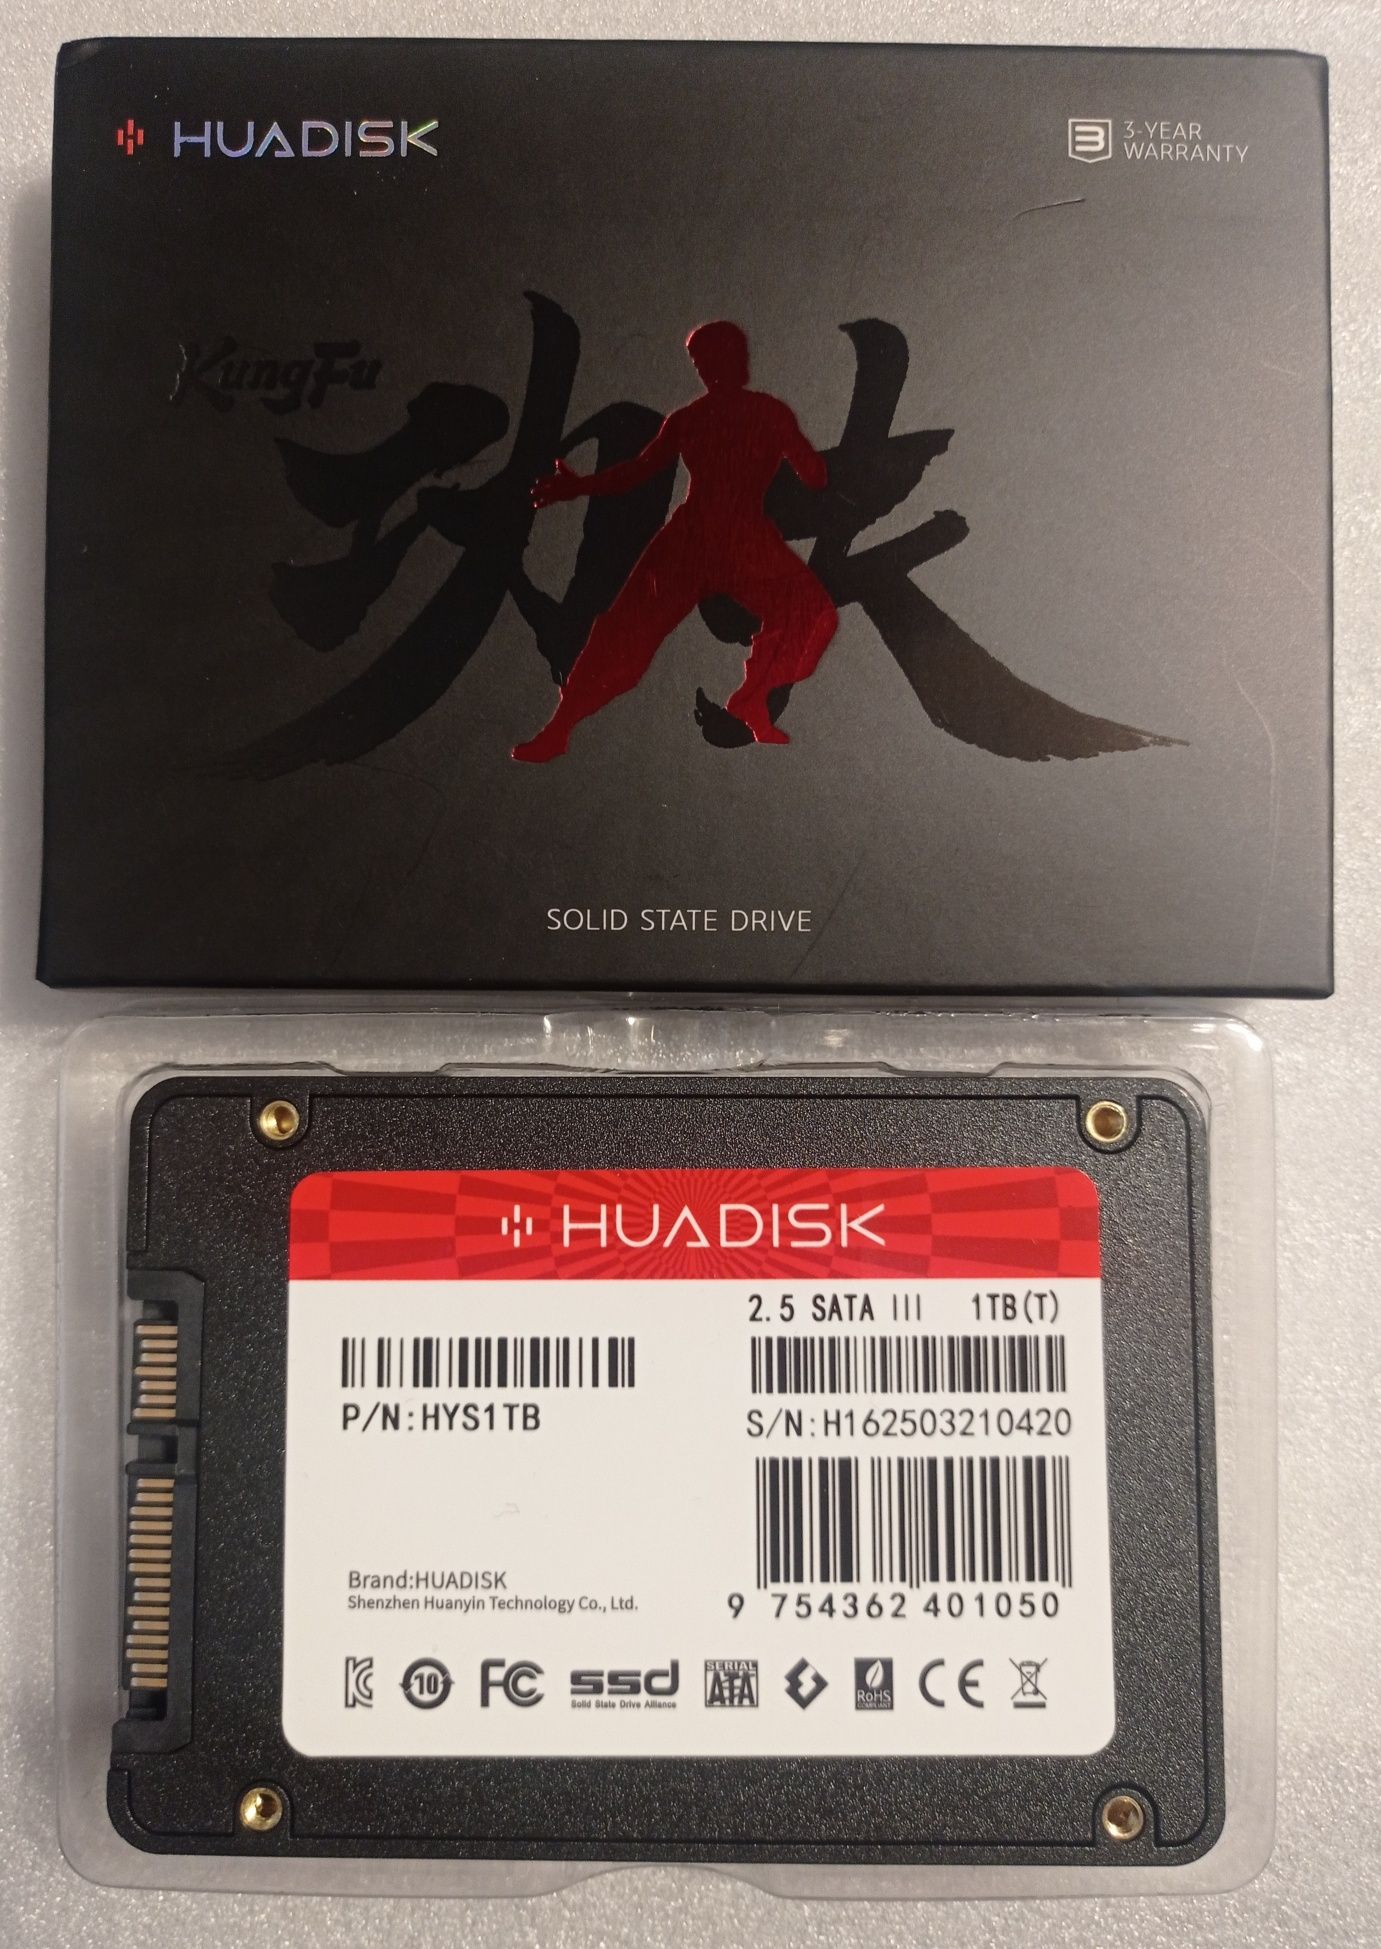 HUADISK
3-YEAR
WARRANTY
KungFu
功夫
SOLID STATE DRIVE
HUADISK
2.5 SATA III 1TB(T)
P/N:HYS1TB
S/N:H162503210420
Brand:HUADISK
Shenzhen Huanyin Technology Co., Ltd.
9 754362 401050
10
FC
ssd
Solid State Drive Alliance
SERIAL
ATA
RoHS
COMPLIANT
CE